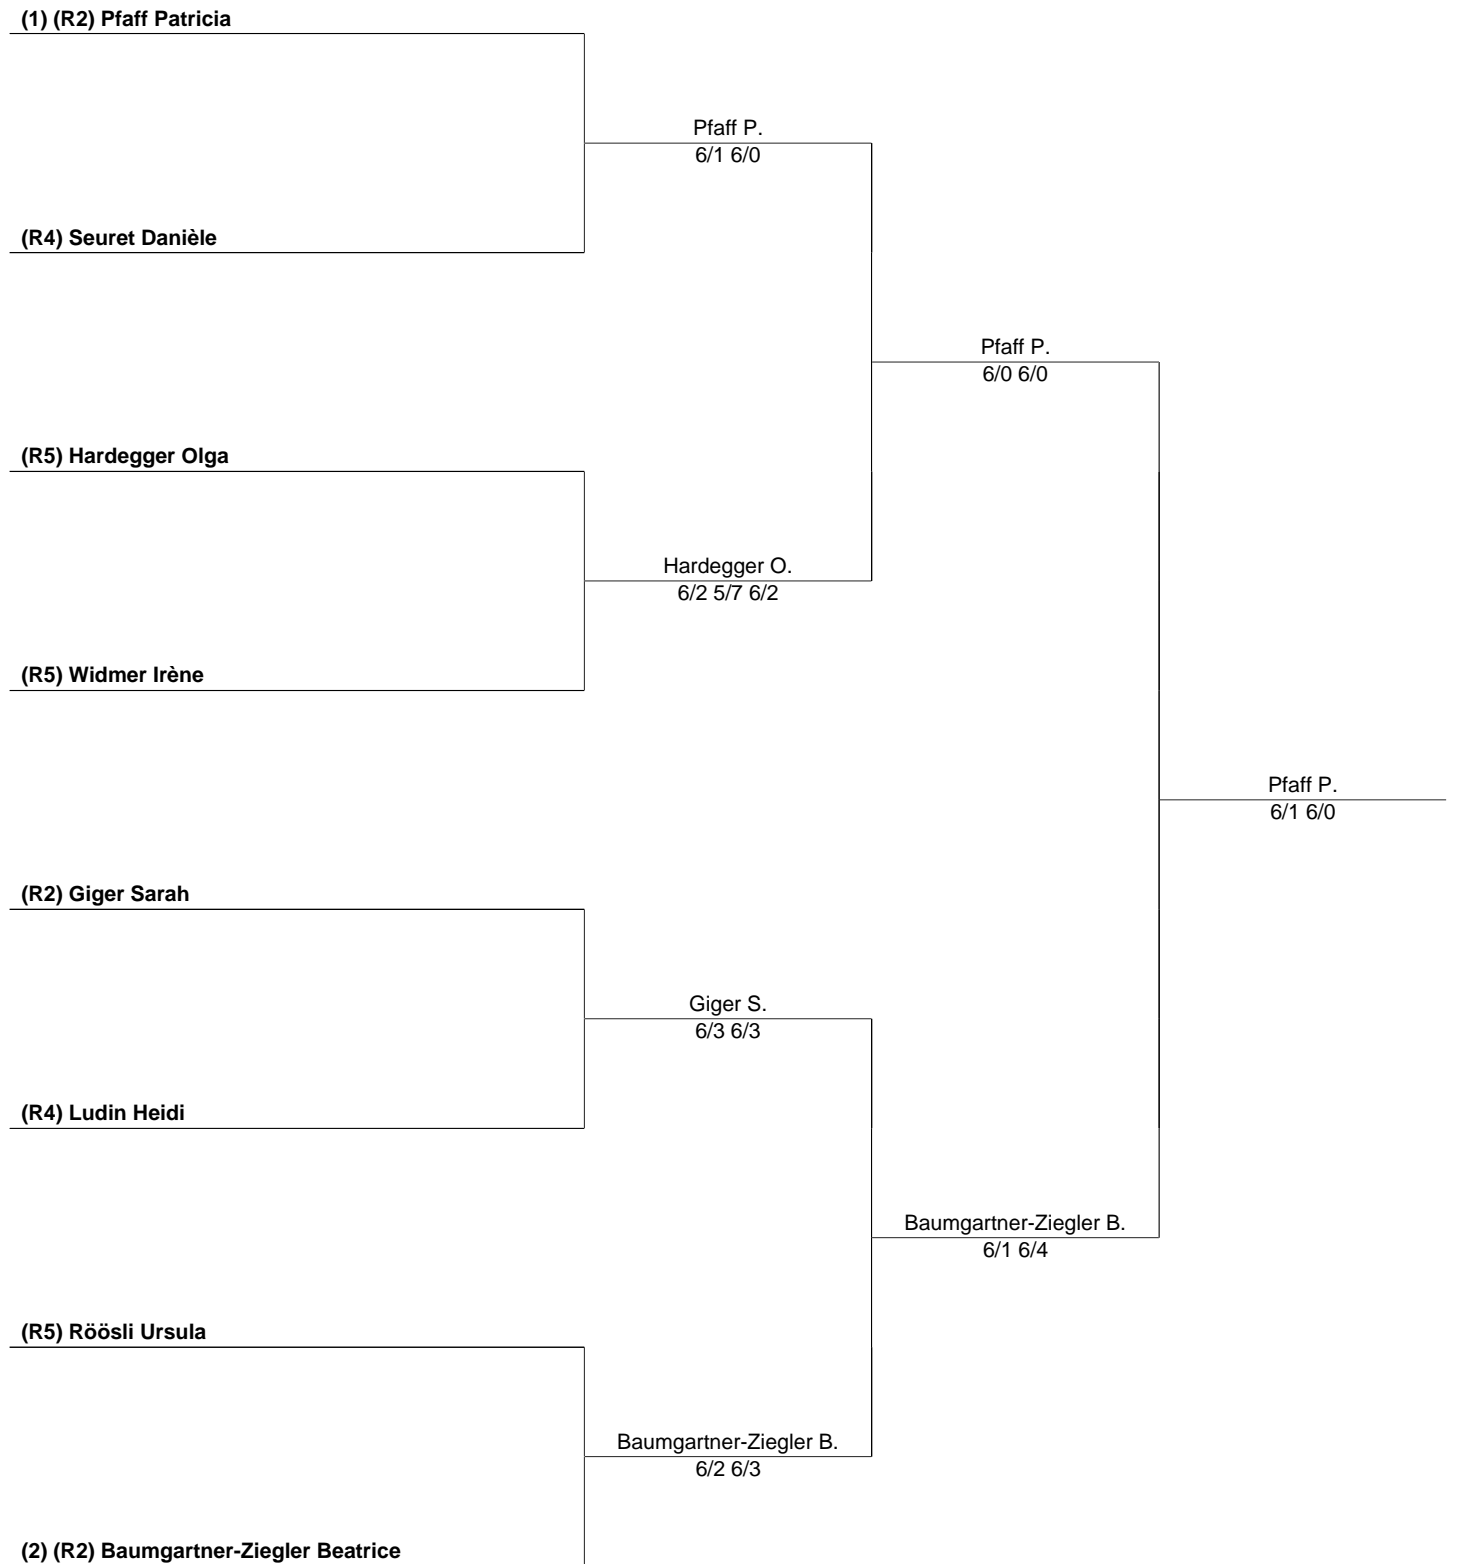 (1) (R2) Pfaff Patricia
Pfaff P.
6/1 6/0
(R4) Seuret Danièle
Pfaff P.
6/0 6/0
(R5) Hardegger Olga
Hardegger O.
6/2 5/7 6/2
(R5) Widmer Irène
Pfaff P.
6/1 6/0
(R2) Giger Sarah
Giger S.
6/3 6/3
(R4) Ludin Heidi
Baumgartner-Ziegler B.
6/1 6/4
(R5) Röösli Ursula
Baumgartner-Ziegler B.
6/2 6/3
(2) (R2) Baumgartner-Ziegler Beatrice